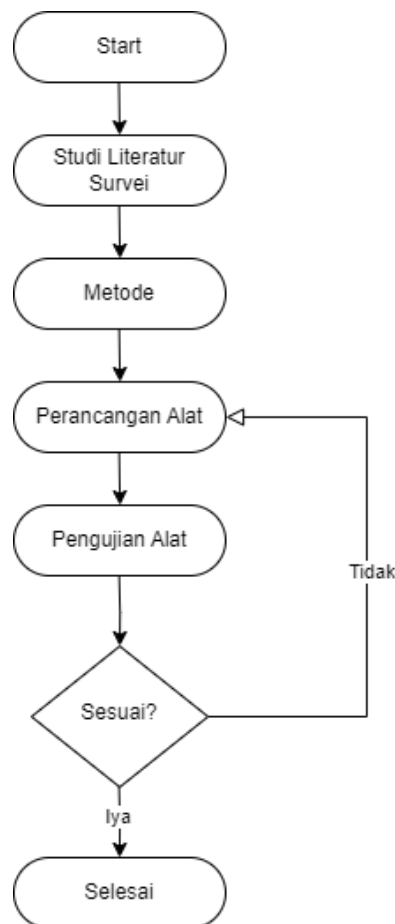 Start
Studi Literatur
Survei
Metode
Perancangan Alat
Pengujian Alat
Tidak
Sesuai?
Iya
Selesai